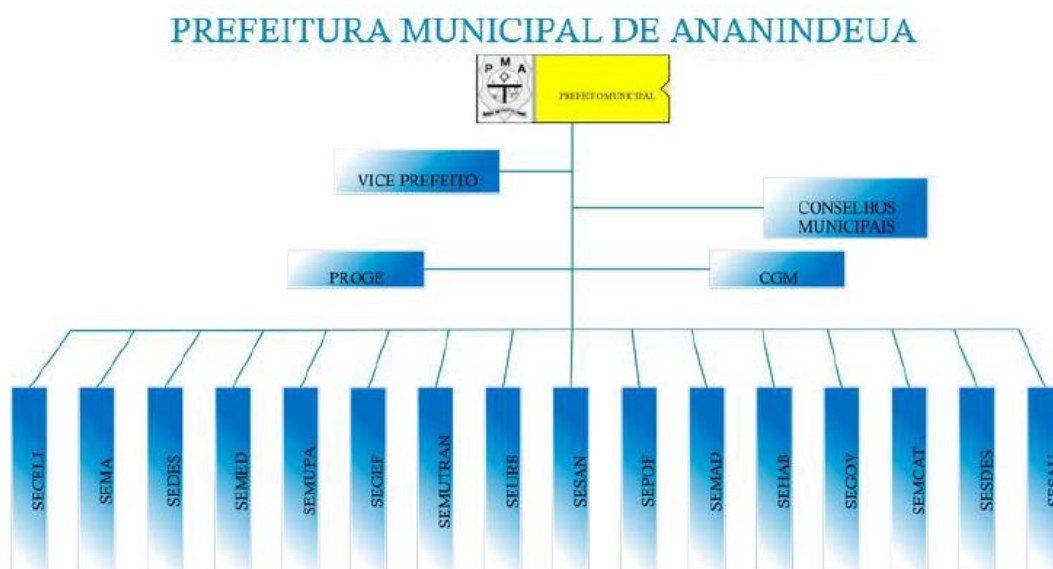 PREFEITURA MUNICIPAL DE ANANINDEUA
P M A
PREFEITO MUNICIPAL
VICE PREFEITO
CONSELHOS
MUNICIPAIS
PROGE
CGM
SECELJ
SEMA
SEDES
SEMED
SEMUPA
SEGEF
SEMUTRAN
SEURB
SESAN
SEPDF
SEMAD
SEHAB
SEGOV
SEMCAT
SESDES